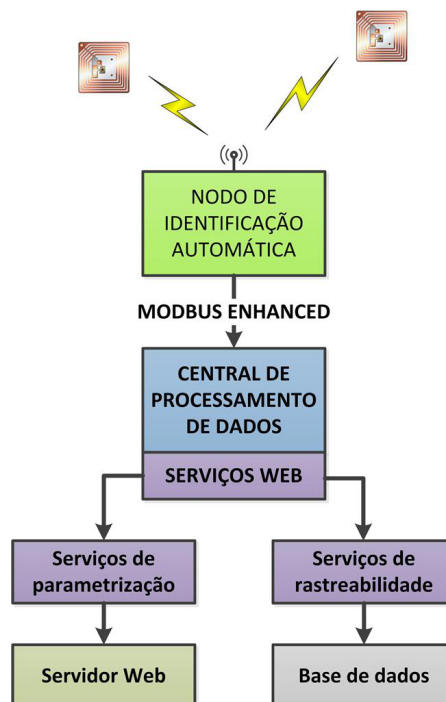 NODO DE
IDENTIFICAÇÃO
AUTOMÁTICA
MODBUS ENHANCED
CENTRAL DE
PROCESSAMENTO
DE DADOS
SERVIÇOS WEB
Serviços de
parametrização
Serviços de
rastreabilidade
Servidor Web
Base de dados